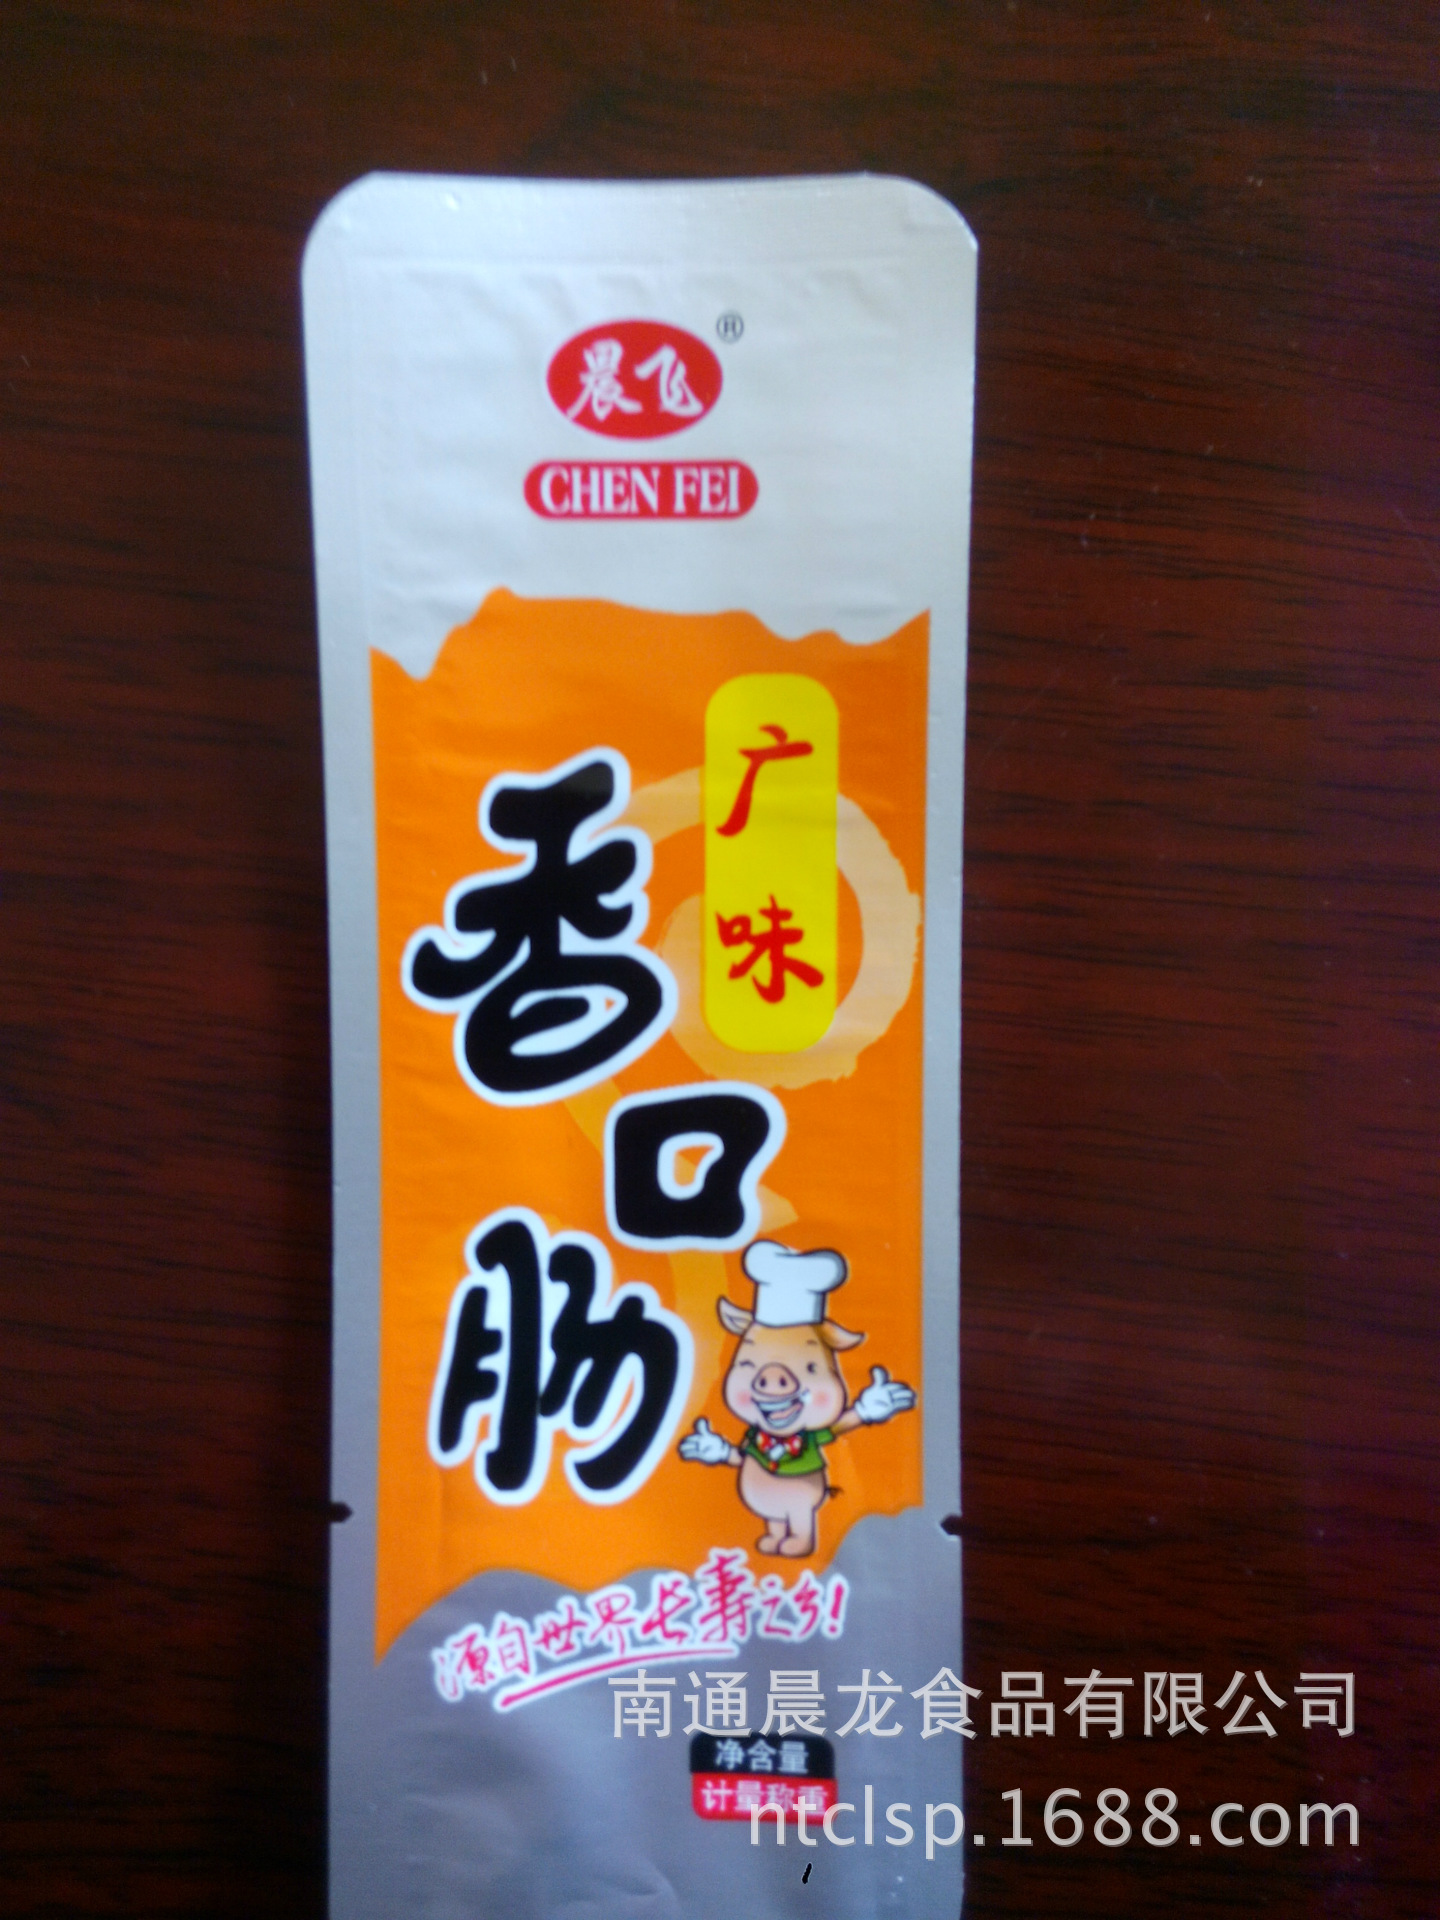 晨飞®
CHEN FEI
广味
香口肠
源自世界长寿之乡!
南通晨龙食品有限公司
净含量
计量称重
ntclsp.1688.com